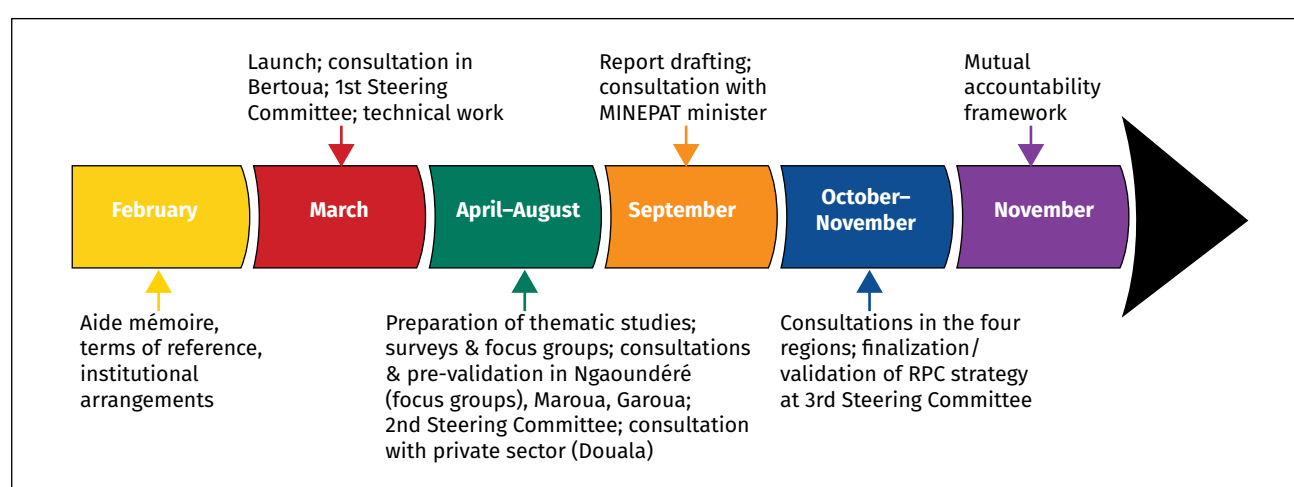 Launch; consultation in
Bertoua; 1st Steering
Committee; technical work
Report drafting;
consultation with
MINEPAT minister
Mutual
accountability
framework
February
March
April–August
September
October–
November
November
Aide mémoire,
terms of reference,
institutional
arrangements
Preparation of thematic studies;
surveys & focus groups; consultations
& pre-validation in Ngaoundéré
(focus groups), Maroua, Garoua;
2nd Steering Committee; consultation
with private sector (Douala)
Consultations in the four
regions; finalization/
validation of RPC strategy
at 3rd Steering Committee